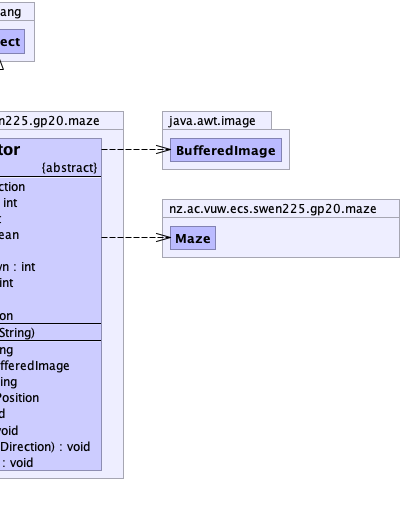 ang
ect
en225.gp20.maze
tor
{abstract}
ction
: int
t
ean
vn : int
int
on
String)
ng
fferedImage
ing
Position
d
void
Direction) : void
: void
java.awt.image
BufferedImage
nz.ac.vuw.ecs.swen225.gp20.maze
Maze